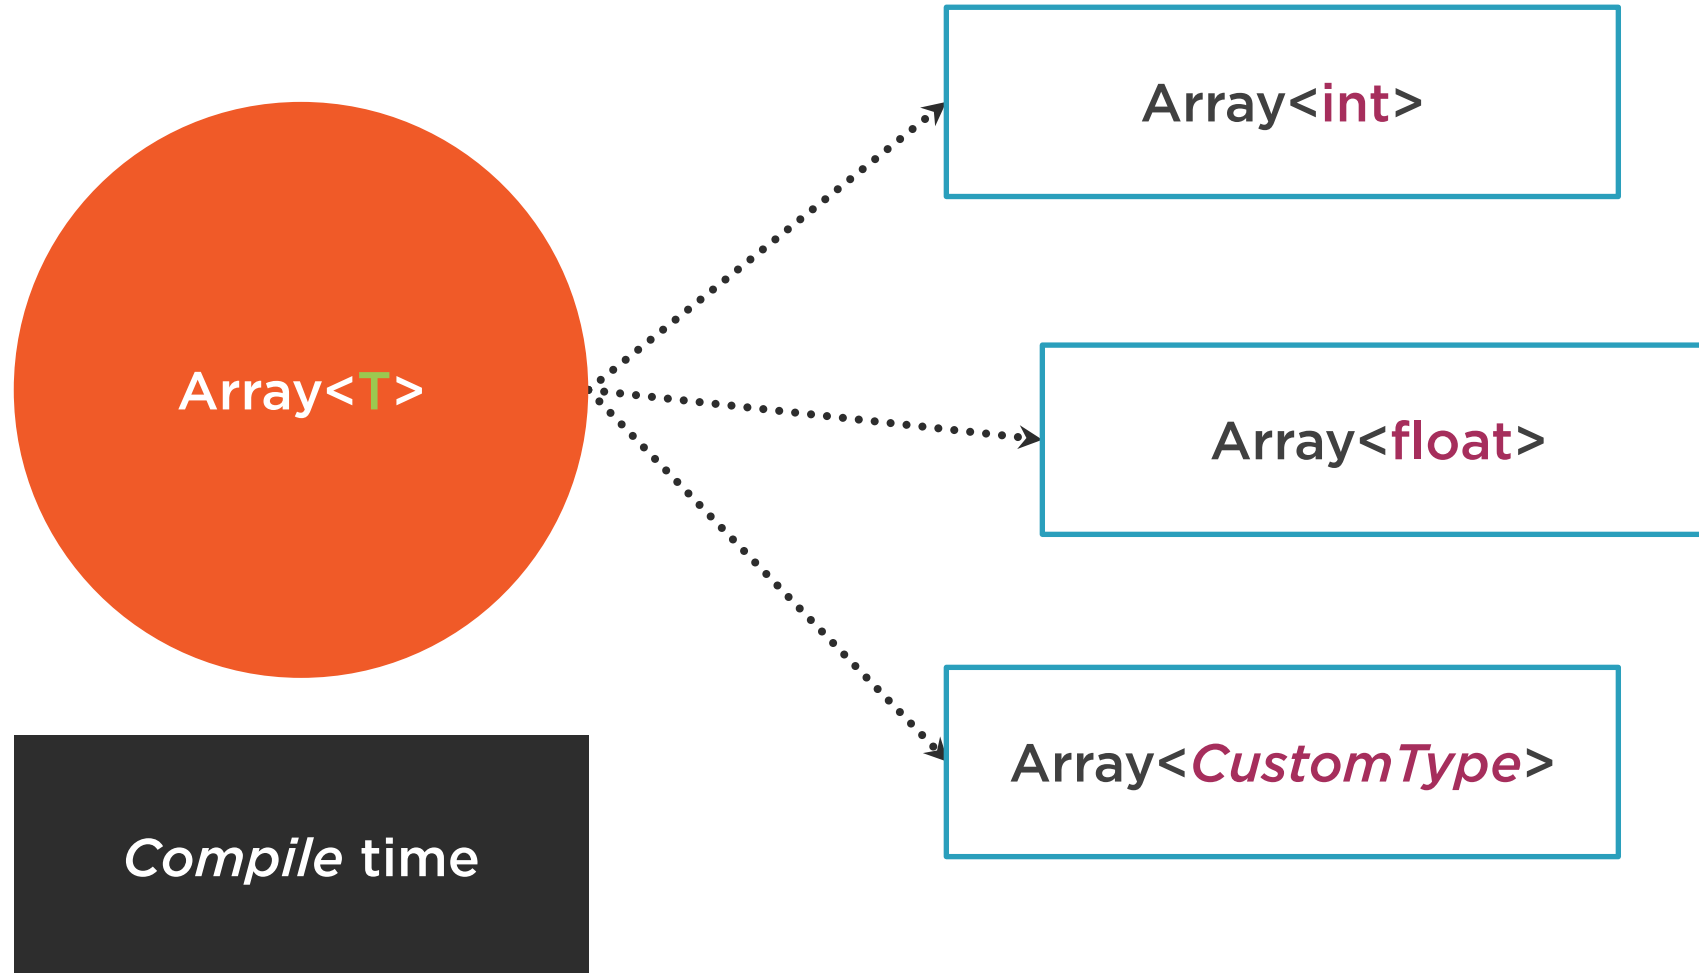 Array<T>
Compile time
Array<int>
Array<float>
Array<CustomType>